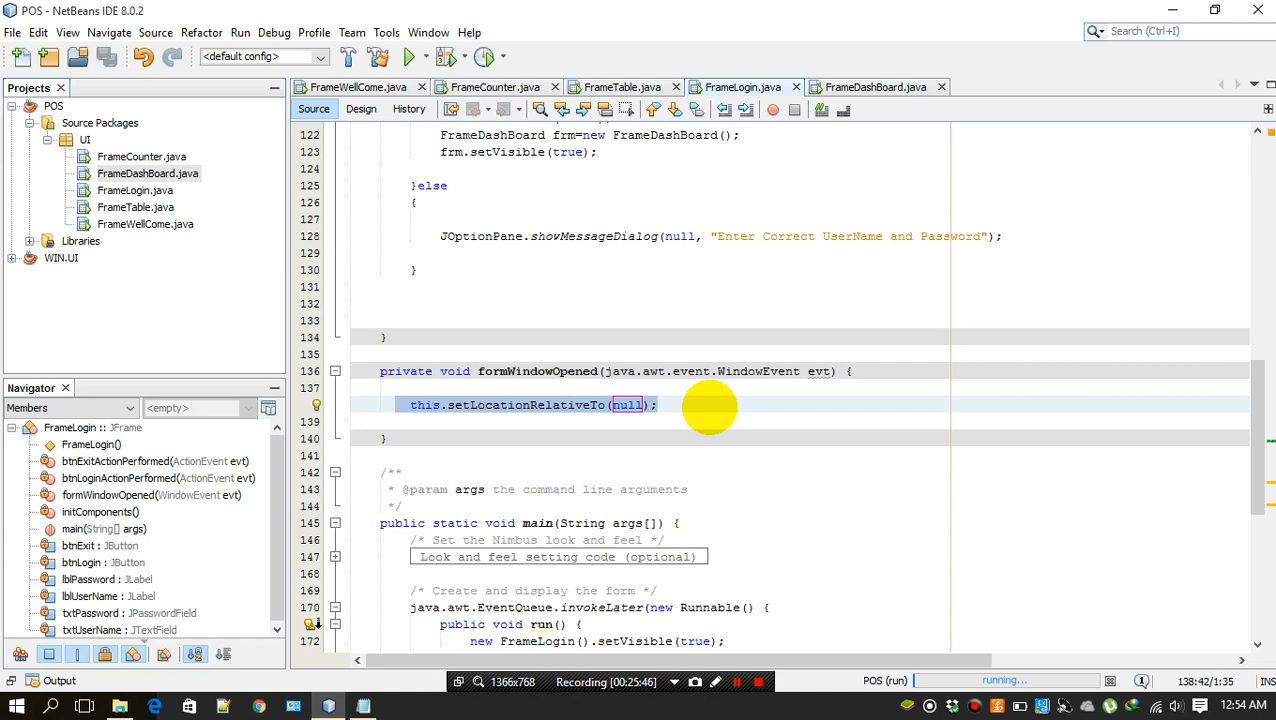 POS - NetBeans IDE 8.0.2
File Edit View Navigate Source Refactor Run Debug Profile Team Tools Window Help
Search (Ctrl+I)
<default config>
Projects
FrameWellCome.java FrameCounter.java FrameTable.java FrameLogin.java FrameDashBoard.java
Source Design History
POS
Source Packages
UI
FrameCounter.java
FrameDashBoard.java
FrameLogin.java
FrameTable.java
FrameWellCome.java
Libraries
WIN.UI
122
123
124
125
126
127
128
129
130
131
132
133
134
135
136
137
139
140
141
142
143
144
145
146
147
168
169
170
172
FrameDashBoard frm=new FrameDashBoard();
frm.setVisible(true);
}else
{
JOptionPane.showMessageDialog(null, "Enter Correct UserName and Password");
}
}
private void formWindowOpened(java.awt.event.WindowEvent evt) {
this.setLocationRelativeTo(null);
}
/**
* @param args the command line arguments
*/
public static void main(String args[]) {
/* Set the Nimbus look and feel */
Look and feel setting code (optional)
/* Create and display the form */
java.awt.EventQueue.invokeLater(new Runnable() {
public void run() {
new FrameLogin().setVisible(true);
Navigator
Members <empty>
FrameLogin :: JFrame
FrameLogin()
btnExitActionPerformed(ActionEvent evt)
btnLoginActionPerformed(ActionEvent evt)
formWindowOpened(WindowEvent evt)
initComponents()
main(String[] args)
btnExit : JButton
btnLogin : JButton
lblPassword : JLabel
lblUserName : JLabel
txtPassword : JPasswordField
txtUserName : JTextField
Output
1366x768 Recording [00:25:46]
POS (run) running... 138:42/1:35 INS
12:54 AM